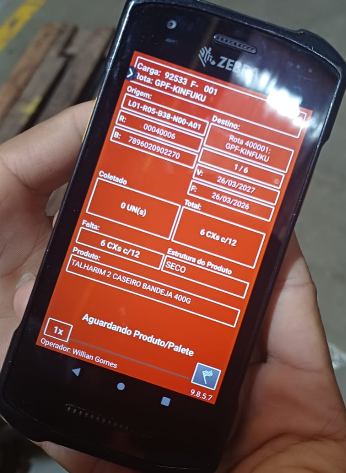 ZEBRA
Carga: 92533 F- 001
Rota: GPF-KINFUKU
Origem:
L01-R05-B38-N00-A01
R: 00040006
B: 7896020902270
Destino:
Rota 400001:
GPF-KINFUKU
1 / 6
V: 26/03/2027
F: 26/03/2026
Coletado
0 UN(s)
Total:
6 CXs c/12
Falta:
6 CXs c/12
Estrutura do Produto
SECO
Produto:
TALHARIM 2 CASEIRO BANDEJA 400G
Aguardando Produto/Palete
1x
Operador: Willian Gomes
9.8.5.7